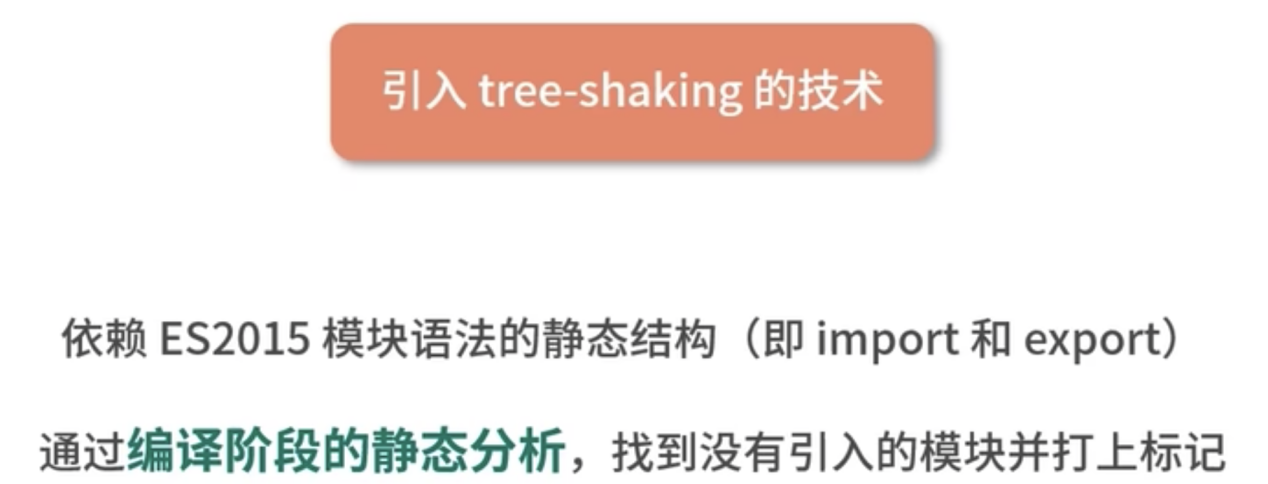 引入 tree-shaking 的技术
依赖 ES2015 模块语法的静态结构（即 import 和 export）
通过编译阶段的静态分析，找到没有引入的模块并打上标记